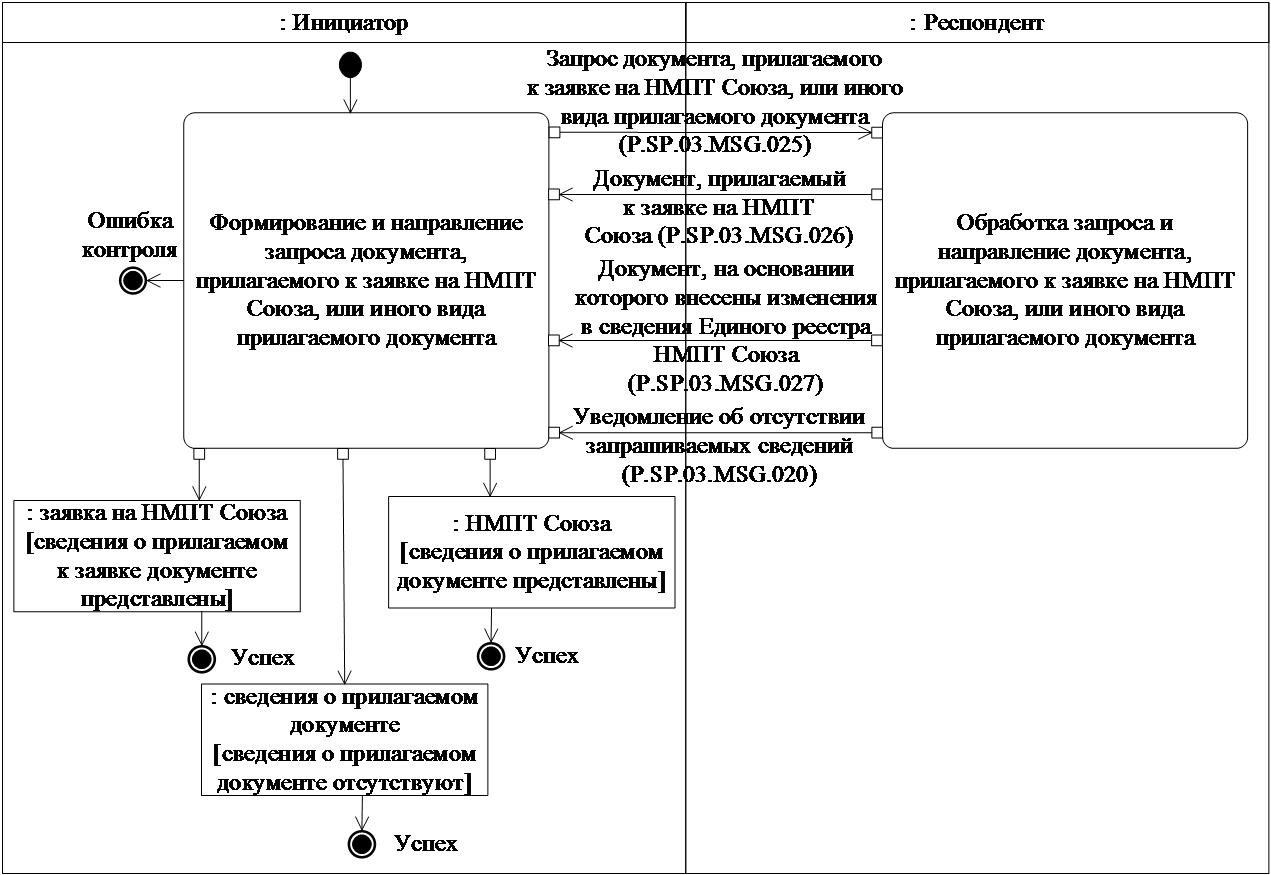 : Инициатор
: Респондент
Запрос документа, прилагаемого
к заявке на НМПТ Союза, или иного
вида прилагаемого документа
(P.SP.03.MSG.025)
Документ, прилагаемый
к заявке на НМПТ
Союза (P.SP.03.MSG.026)
Документ, на основании
которого внесены изменения
в сведения Единого реестра
НМПТ Союза
(P.SP.03.MSG.027)
Уведомление об отсутствии
запрашиваемых сведений
(P.SP.03.MSG.020)
Ошибка
контроля
Формирование и направление
запроса документа,
прилагаемого к заявке на НМПТ
Союза, или иного вида
прилагаемого документа
Обработка запроса и
направление документа,
прилагаемого к заявке на НМПТ
Союза, или иного вида
прилагаемого документа
: заявка на НМПТ Союза
[сведения о прилагаемом
к заявке документе
представлены]
Успех
: НМПТ Союза
[сведения о прилагаемом
документе представлены]
Успех
: сведения о прилагаемом
документе
[сведения о прилагаемом
документе отсутствуют]
Успех